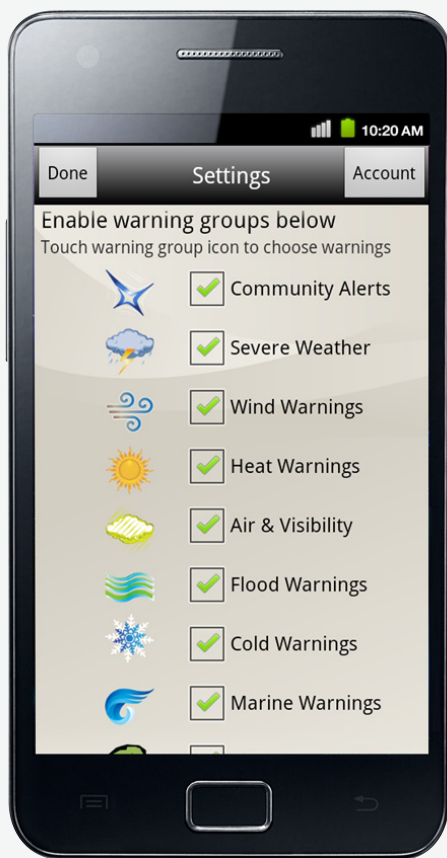 10:20 AM
Done
Settings
Account
Enable warning groups below
Touch warning group icon to choose warnings
Community Alerts
Severe Weather
Wind Warnings
Heat Warnings
Air & Visibility
Flood Warnings
Cold Warnings
Marine Warnings